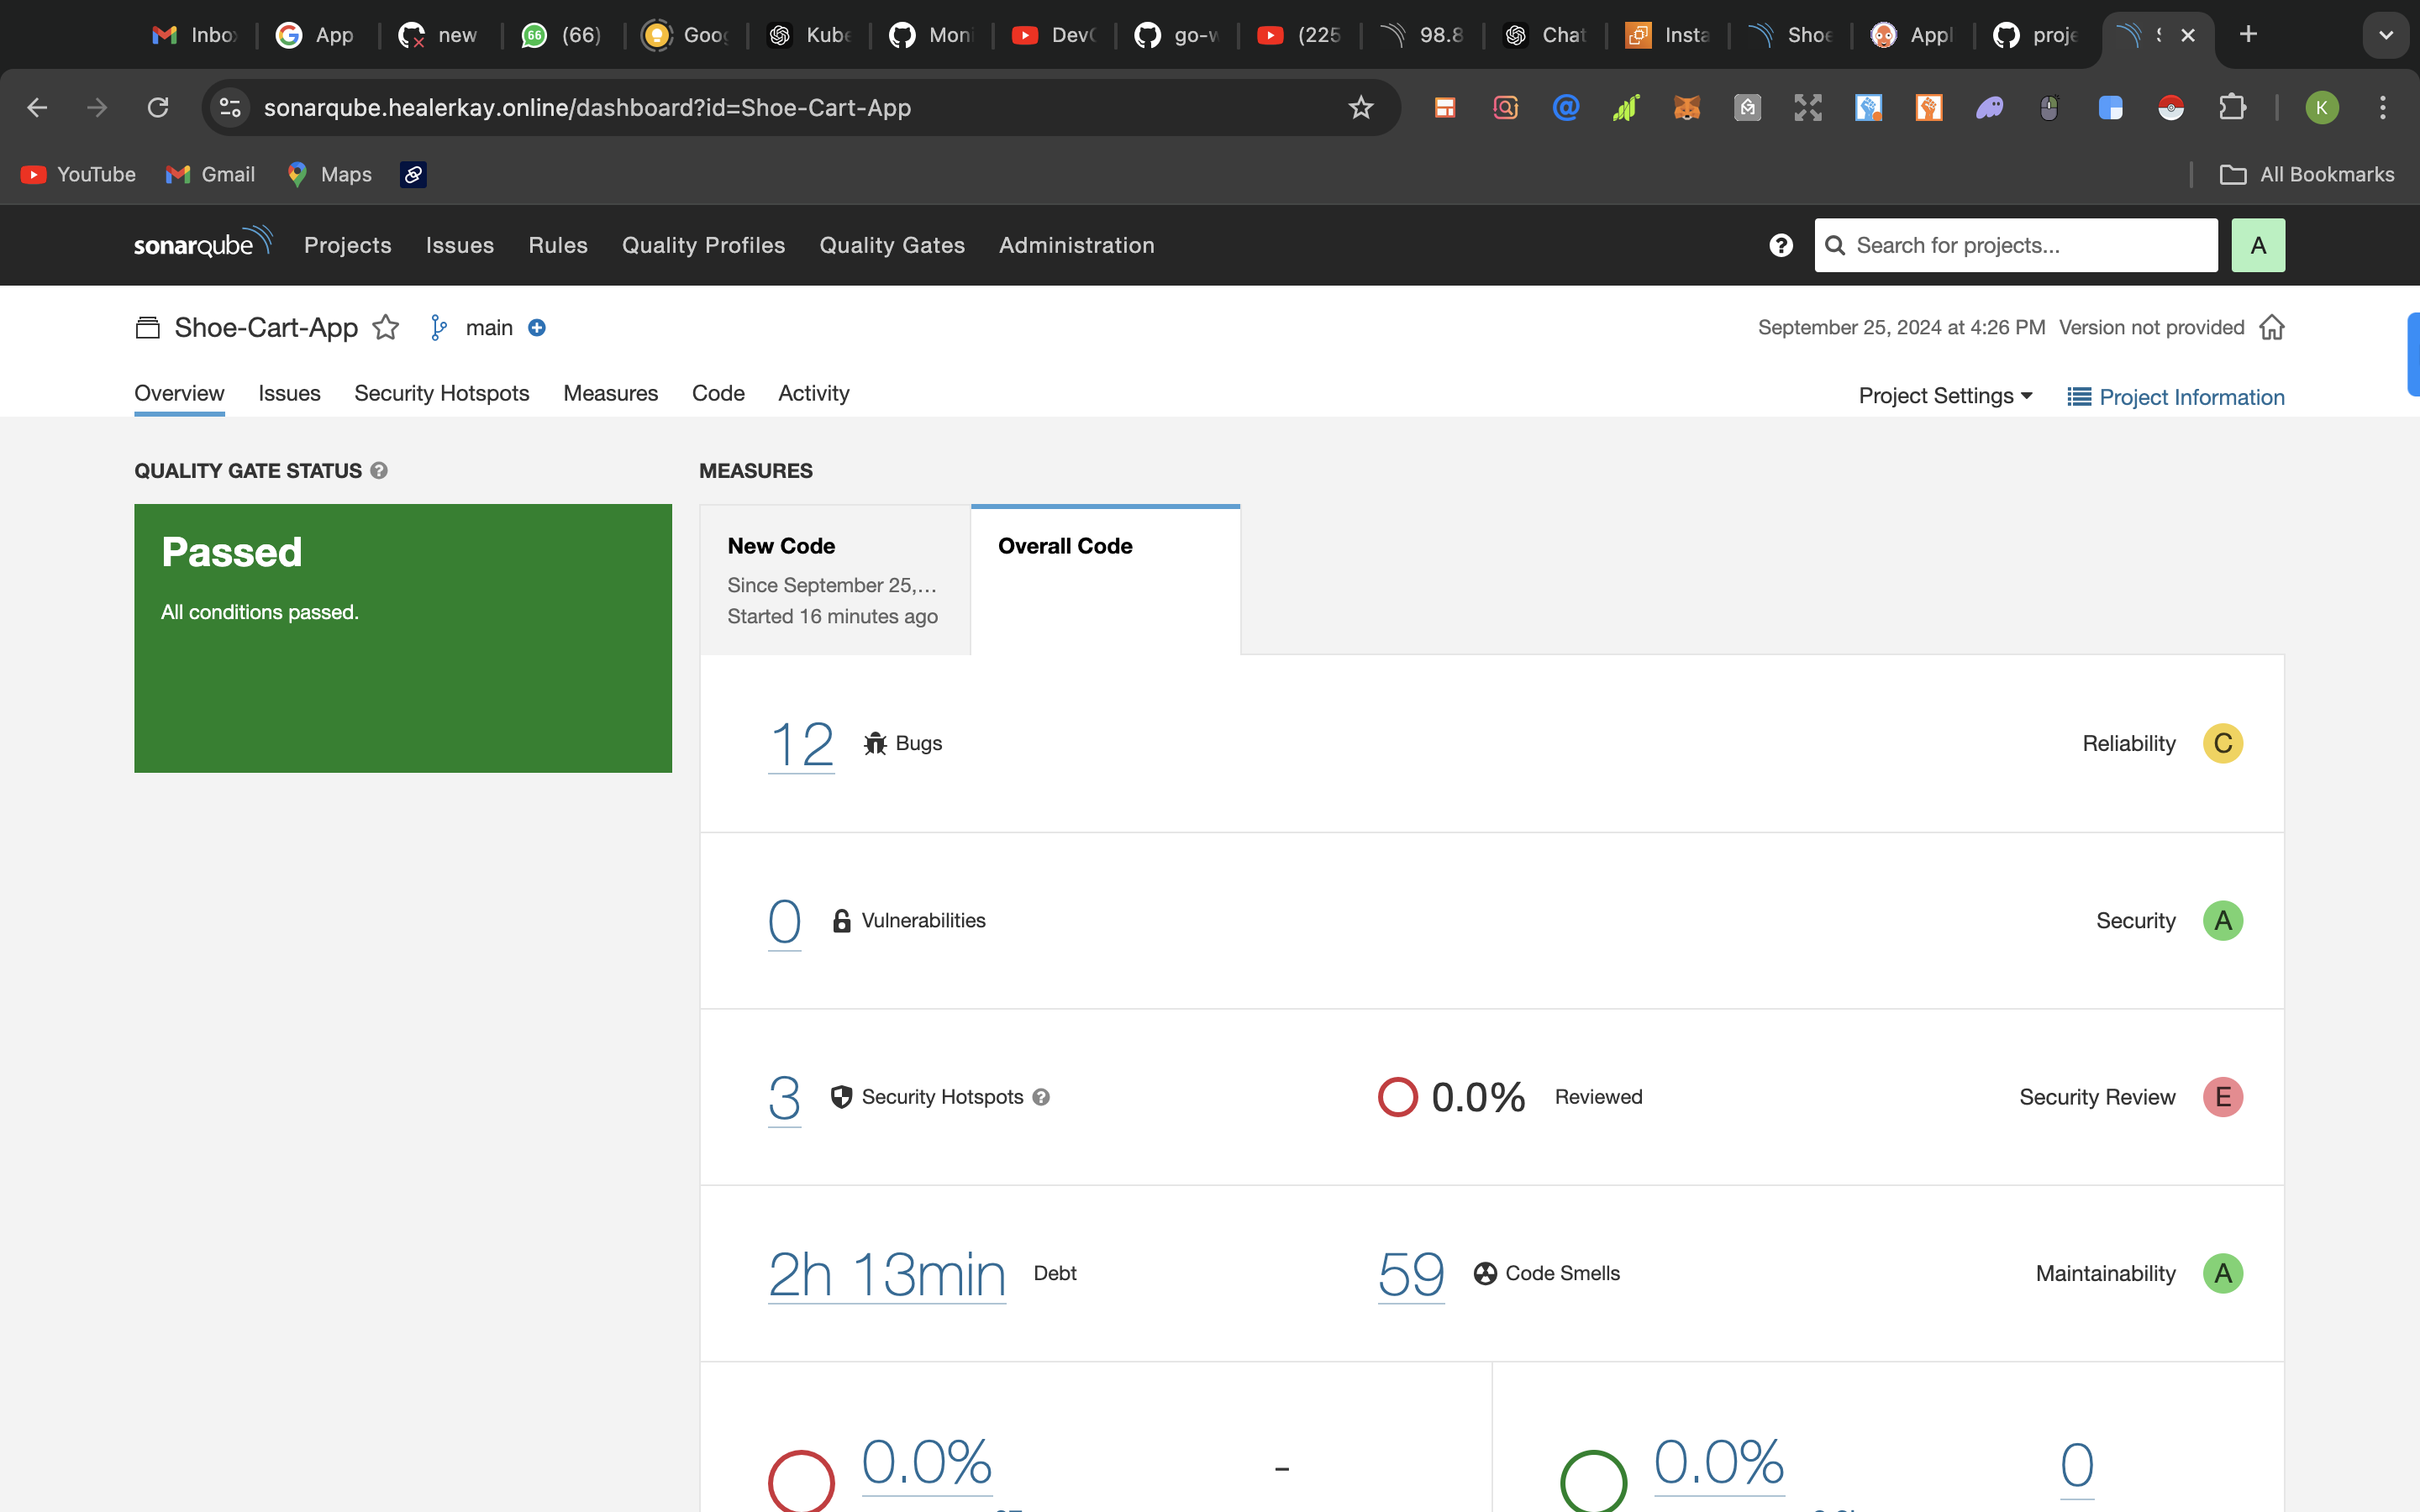 Inbo App new (66) Goog Kube Moni DevO go-w (225 98.8 Chat Insta Shoe Appl proje
sonarqube.healerkay.online/dashboard?id=Shoe-Cart-App K
YouTube Gmail Maps All Bookmarks
sonarqube Projects Issues Rules Quality Profiles Quality Gates Administration Search for projects... A
Shoe-Cart-App main September 25, 2024 at 4:26 PM Version not provided
Overview Issues Security Hotspots Measures Code Activity Project Settings Project Information
QUALITY GATE STATUS MEASURES
Passed
All conditions passed.
New Code Overall Code
Since September 25,...
Started 16 minutes ago
12 Bugs Reliability C
0 Vulnerabilities Security A
3 Security Hotspots 0.0% Reviewed Security Review E
2h 13min Debt 59 Code Smells Maintainability A
0.0% – 0.0% 0